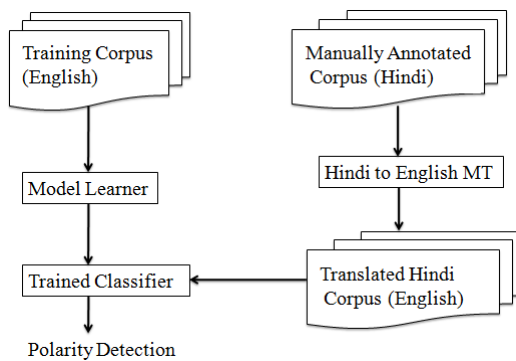 Training Corpus
(English)
Manually Annotated
Corpus (Hindi)
Model Learner
Hindi to English MT
Trained Classifier
Translated Hindi
Corpus (English)
Polarity Detection